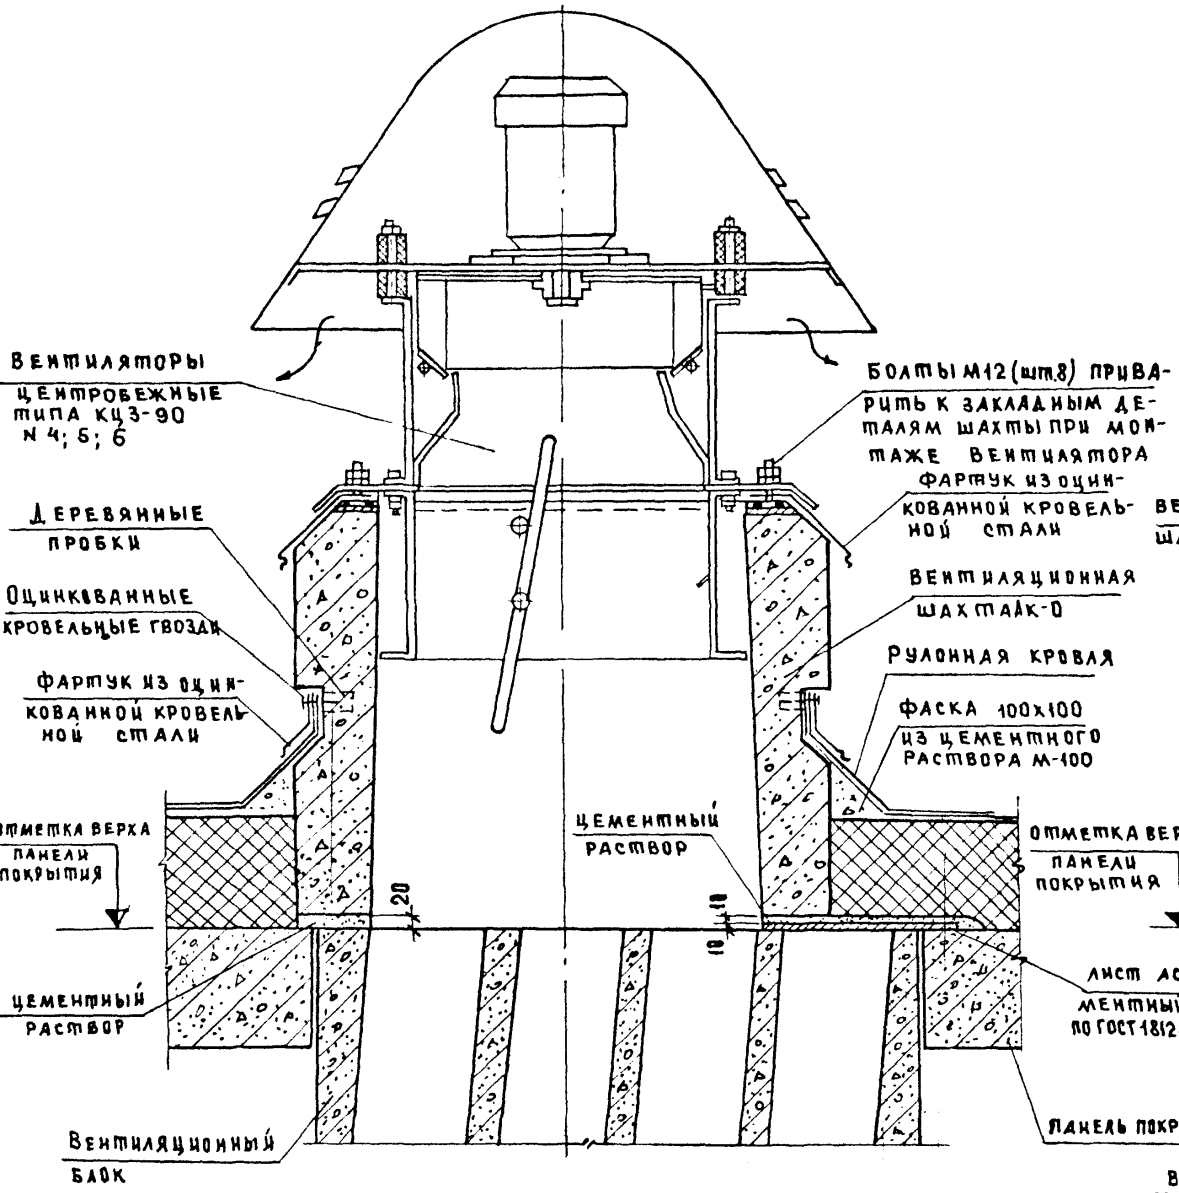 ВЕНТИЛЯТОРЫ
ЦЕНТРОБЕЖНЫЕ
ТИПА КЦ3-90
N 4; 5; 6
ДЕРЕВЯННЫЕ
ПРОБКИ
ОЦИНКОВАННЫЕ
КРОВЕЛЬНЫЕ ГВОЗДИ
ФАРТУК ИЗ ОЦИН-
КОВАННОЙ КРОВЕЛЬ-
НОЙ СТАЛИ
ОТМЕТКА ВЕРХА
ПАНЕЛИ
ПОКРЫТИЯ
ЦЕМЕНТНЫЙ
РАСТВОР
ВЕНТИЛЯЦИОННЫЙ
БЛОК
20
ЦЕМЕНТНЫЙ
РАСТВОР
10
10
БОЛТЫ М12 (шт.8) ПРИВА-
РИТЬ К ЗАКЛАДНЫМ ДЕ-
ТАЛЯМ ШАХТЫ ПРИ МОН-
ТАЖЕ ВЕНТИЛЯТОРА
ФАРТУК ИЗ ОЦИН-
КОВАННОЙ КРОВЕЛЬ-
НОЙ СТАЛИ
ВЕ
ША
ВЕНТИЛЯЦИОННАЯ
ШАХТА АК-0
РУЛОННАЯ КРОВЛЯ
ФАСКА 100х100
ИЗ ЦЕМЕНТНОГО
РАСТВОРА М-100
ОТМЕТКА ВЕР
ПАНЕЛИ
ПОКРЫТИЯ
ЛИСТ АС
МЕНТНЫЙ
ПО ГОСТ 1812
ПАНЕЛЬ ПОКР
В